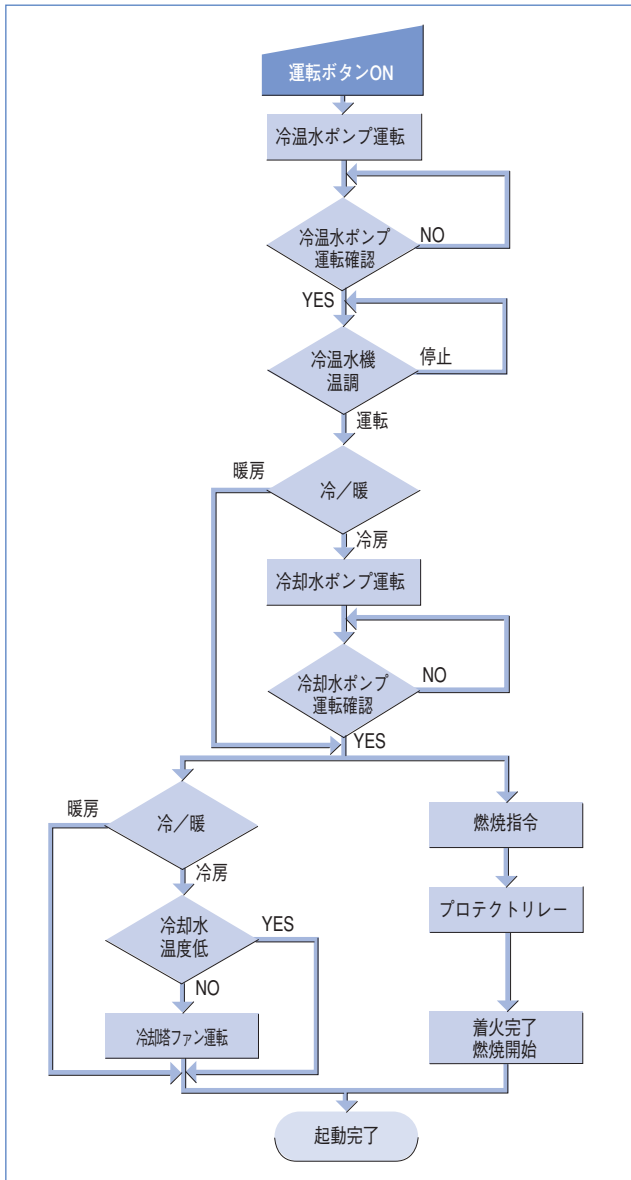 運転ボタンON
冷温水ポンプ運転
冷温水ポンプ
運転確認
NO
YES
冷温水機
温調
停止
運転
冷／暖
暖房
冷房
冷却水ポンプ運転
冷却水ポンプ
運転確認
NO
YES
冷／暖
暖房
冷房
冷却水
温度低
YES
NO
冷却塔ファン運転
燃焼指令
プロテクトリレー
着火完了
燃焼開始
起動完了